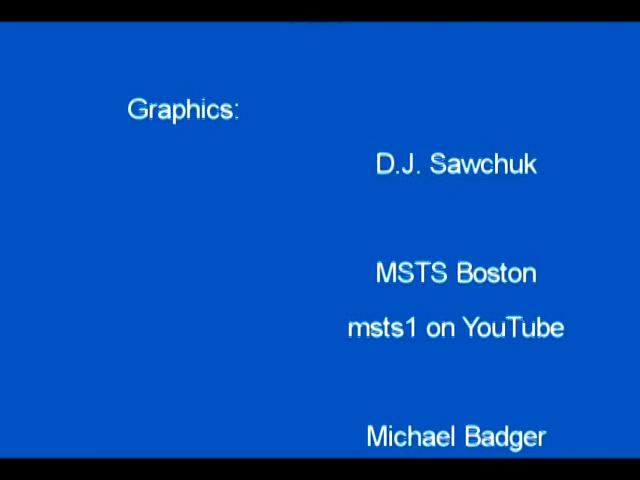 Graphics:
D.J. Sawchuk
MSTS Boston
msts1 on YouTube
Michael Badger